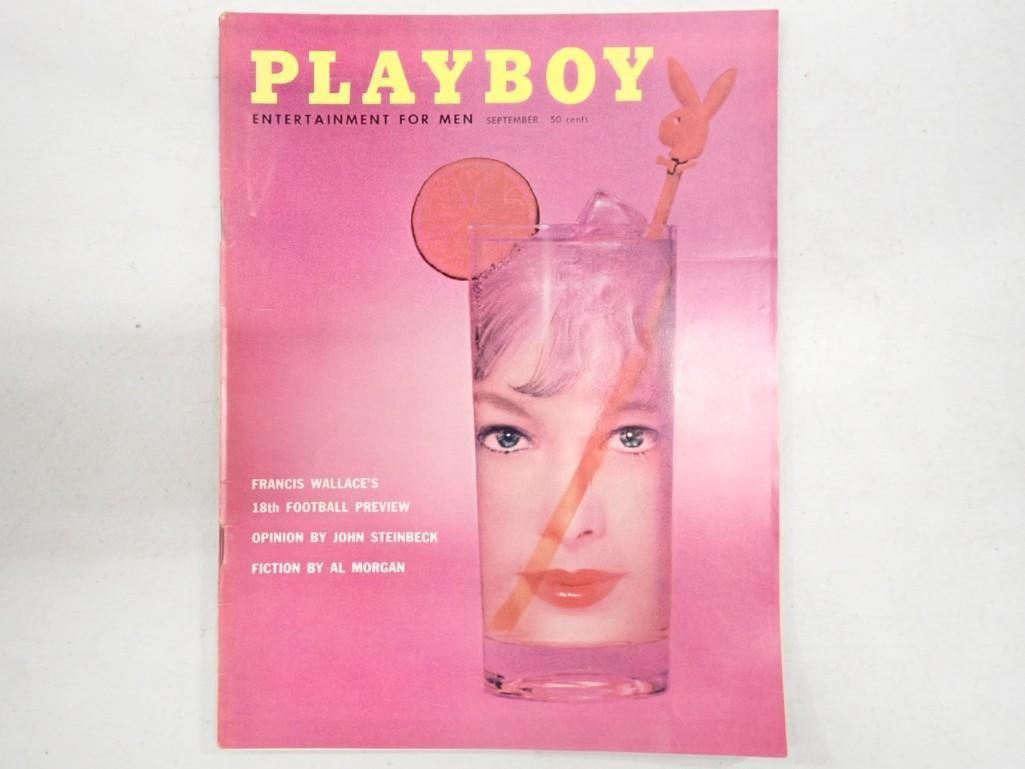 PLAYBOY
ENTERTAINMENT FOR MEN SEPTEMBER 50 cents
FRANCIS WALLACE'S
18th FOOTBALL PREVIEW
OPINION BY JOHN STEINBECK
FICTION BY AL MORGAN